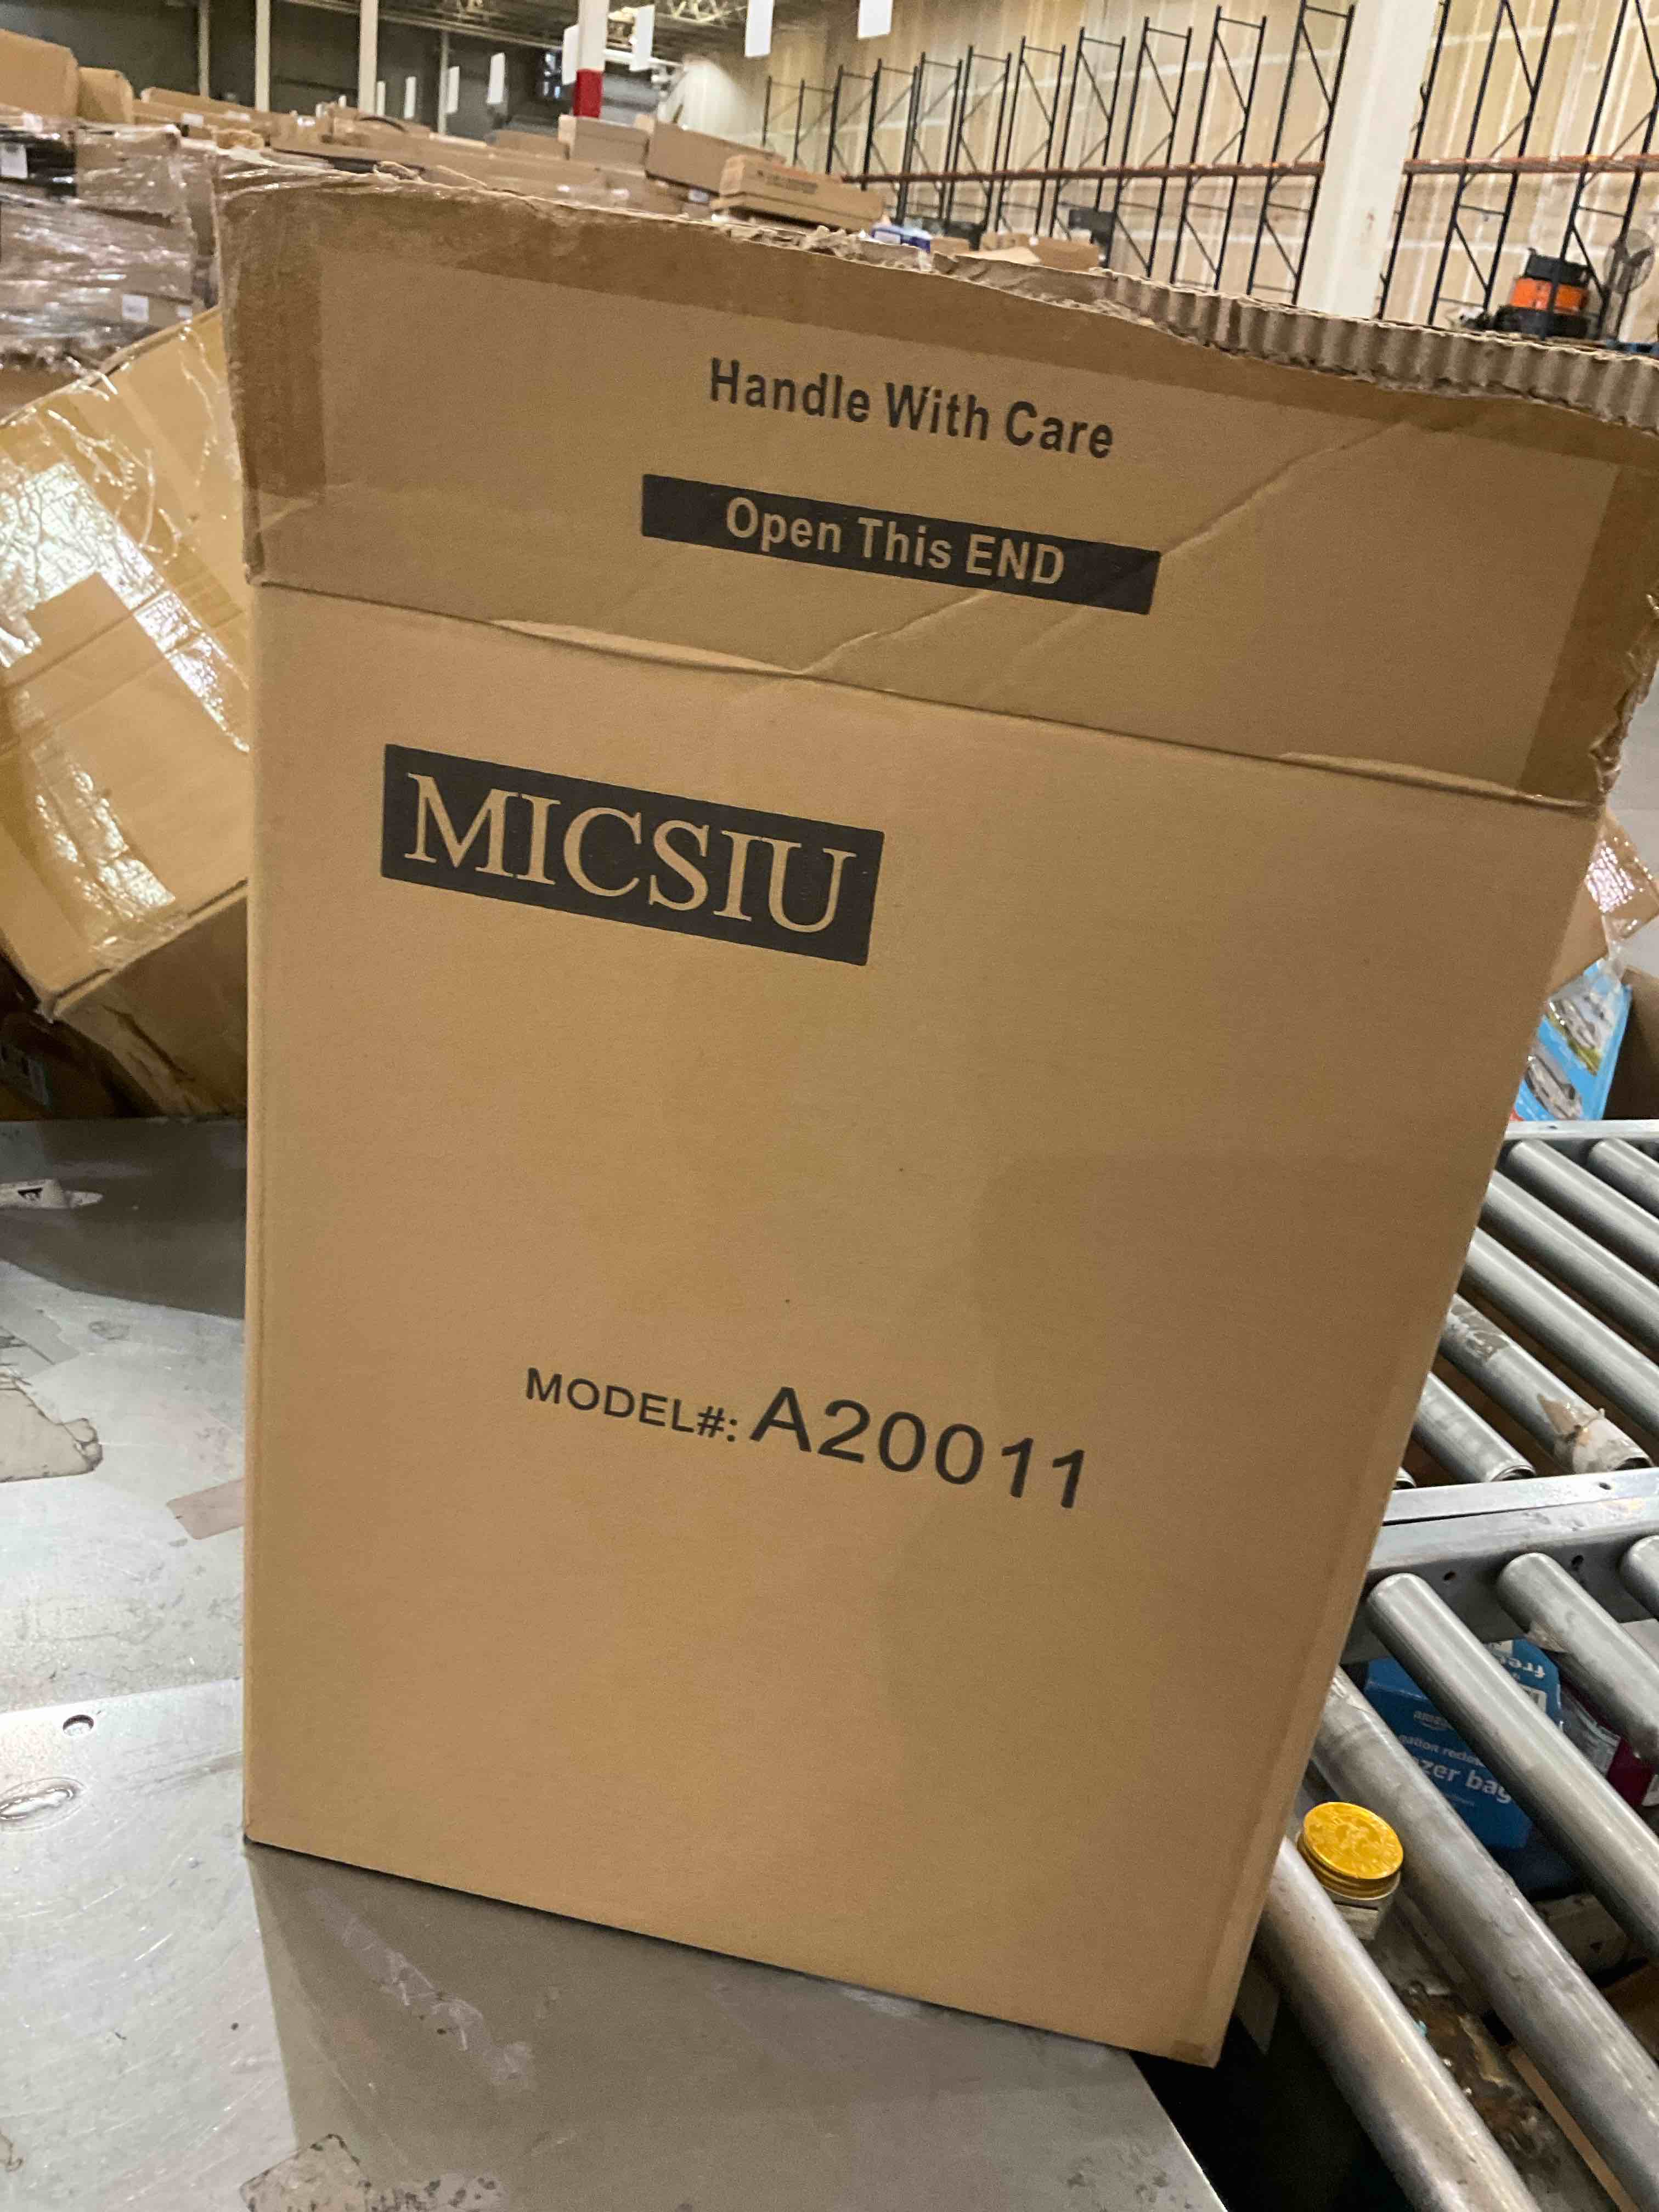 Handle With Care
Open This END
MICSIU
MODEL#: A20011